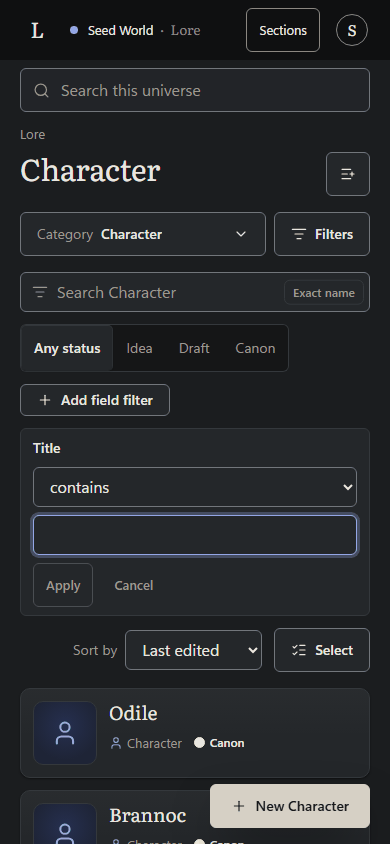 L Seed World · Lore Sections S
Search this universe
Lore
Character
Category Character Filters
Search Character Exact name
Any status Idea Draft Canon
Add field filter
Title
contains
Apply Cancel
Sort by Last edited Select
Odile
Character Canon
Brannoc
New Character
Character Canon